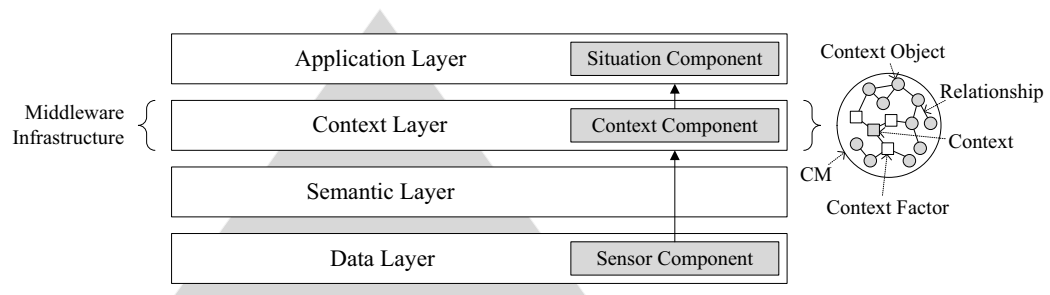 Application Layer
Situation Component
Context Object
Relationship
Middleware
Infrastructure
Context Layer
Context Component
Context
CM
Context Factor
Semantic Layer
Data Layer
Sensor Component